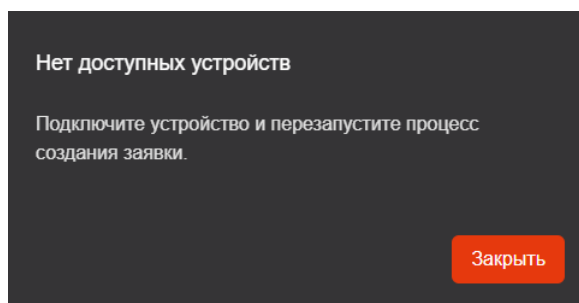 Нет доступных устройств
Подключите устройство и перезапустите процесс
создания заявки.
Закрыть